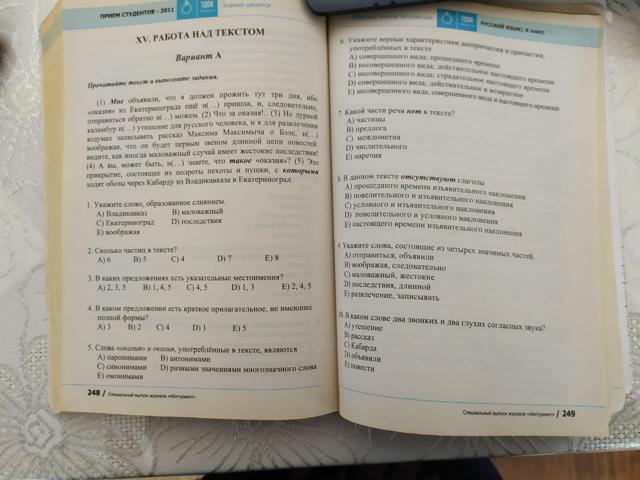 ПРИЕМ СТУДЕНТОВ - 2011
Знания ценятся
XV. РАБОТА НАД ТЕКСТОМ
Вариант А
Прочитайте текст и выполните задания.
(1) Мне объявили, что я должен прожить тут три дня, ибо
«оказия» из Екатеринограда ещё н(…) пришла, и, следовательно,
отправиться обратно н(…) можем. (2) Что за оказия!.. (3) Но дурной
каламбур н(…) утешение для русского человека, и я для развлечения
вздумал записывать рассказ Максима Максимыча о Бэле, н(…)
воображая, что он будет первым звеном длинной цепи повестей:
видите, как иногда маловажный случай имеет жестокие последствия!
(4) А вы, может быть, н(…) знаете, что такое «оказия»? (5) Это
прикрытие, состоящее из полроты пехоты и пушки, с которыми
ходят обозы через Кабарду из Владикавказа в Екатериноград.
1. Укажите слово, образованное слиянием.
A) Владикавказ B) маловажный
C) Екатериноград D) последствия
E) воображая
2. Сколько частиц в тексте?
A) 6 B) 5 C) 4 D) 7 E) 8
3. В каких предложениях есть указательные местоимения?
A) 2, 3, 5 B) 1, 4, 5 C) 4, 5 D) 1, 3 E) 2, 4, 5
4. В каком предложении есть краткое прилагательное, не имеющее
полной формы?
A) 3 B) 2 C) 4 D) 1 E) 5
5. Слова «оказия» и оказия, употреблённые в тексте, являются
A) паронимами B) антонимами
C) синонимами D) разными значениями многозначного слова
E) омонимами
248 / Специальный выпуск журнала «Абитуриент»
РУССКИЙ ЯЗЫК| X класс
6. Укажите верные характеристики деепричастия и причастия,
употреблённых в тексте.
A) совершенного вида; прошедшего времени
B) несовершенного вида; действительное настоящего времени
C) несовершенного вида; страдательное настоящего времени
D) совершенного вида; действительное и возвратное
E) несовершенного вида; совершенного вида и настоящего времени
7. Какой части речи нет в тексте?
A) частицы
B) предлога
C) междометия
D) числительного
E) наречия
8. В данном тексте отсутствуют глаголы
A) прошедшего времени изъявительного наклонения
B) повелительного и изъявительного наклонения
C) условного и изъявительного наклонения
D) повелительного и условного наклонения
E) настоящего времени изъявительного наклонения
9. Укажите слова, состоящие из четырех значимых частей.
A) отправиться, объявили
B) воображая, следовательно
C) маловажный, жестокие
D) последствия, длинной
E) развлечение, записывать
10. В каком слове два звонких и два глухих согласных звука?
A) утешение
B) рассказ
C) Кабарда
D) объявили
E) повести
Специальный выпуск журнала «Абитуриент» / 249